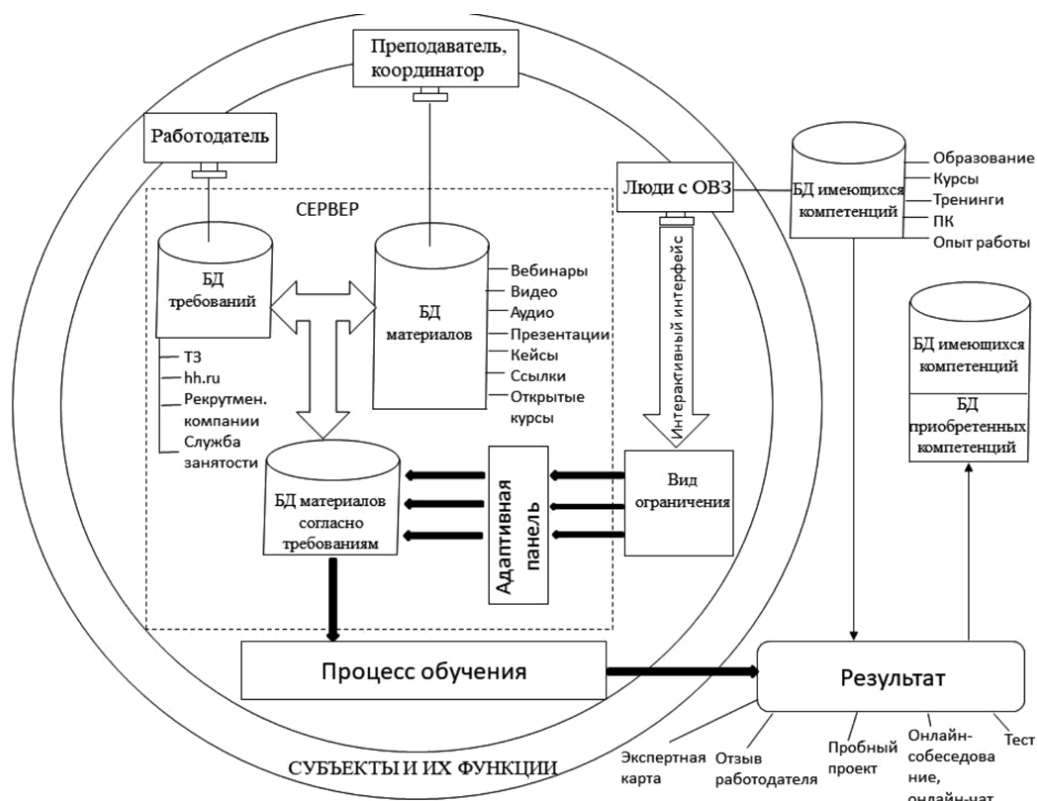 Преподаватель,
координатор
Работодатель
Люди с ОВЗ
БД имеющихся
компетенций
Образование
Курсы
Тренинги
ПК
Опыт работы
СЕРВЕР
БД
требований
ТЗ
hh.ru
Рекрутмен.
компании
Служба
занятости
БД
материалов
Вебинары
Видео
Аудио
Презентации
Кейсы
Ссылки
Открытые
курсы
Интерактивный интерфейс
БД имеющихся
компетенций
БД
приобретенных
компетенций
БД материалов
согласно
требованиям
Адаптивная
панель
Вид
ограничения
Процесс обучения
Результат
Экспертная
карта
Отзыв
работодателя
Пробный
проект
Онлайн-
собеседова
ние,
онлайн-чат
Тест
СУБЪЕКТЫ И ИХ ФУНКЦИИ